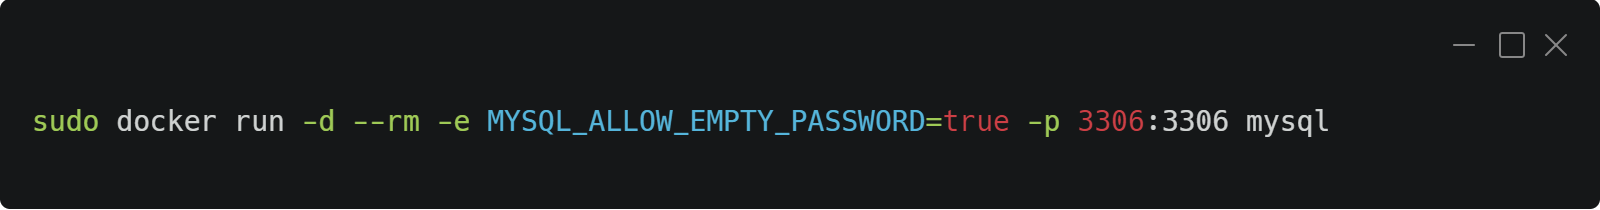 sudo docker run -d --rm -e MYSQL_ALLOW_EMPTY_PASSWORD=true -p 3306:3306 mysql